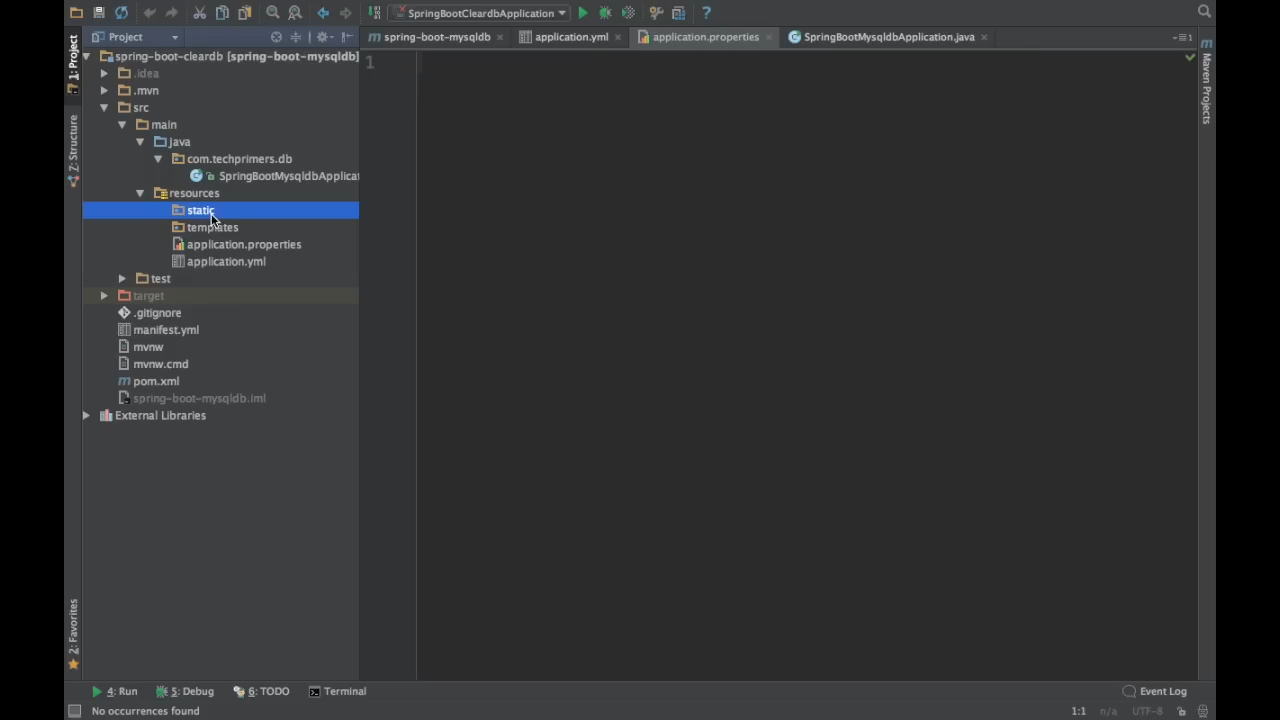 SpringBootCleardbApplication
?
1: Project
Project
spring-boot-mysqldb
application.yml
application.properties
SpringBootMysqldbApplication.java
1
spring-boot-cleardb [spring-boot-mysqldb]
.idea
.mvn
src
main
java
com.techprimers.db
SpringBootMysqldbApplicat
resources
static
templates
application.properties
application.yml
test
target
.gitignore
manifest.yml
mvnw
mvnw.cmd
pom.xml
spring-boot-mysqldb.iml
External Libraries
1
Maven Projects
7: Structure
2: Favorites
4: Run
5: Debug
6: TODO
Terminal
Event Log
No occurrences found
1:1
n/a
UTF-8